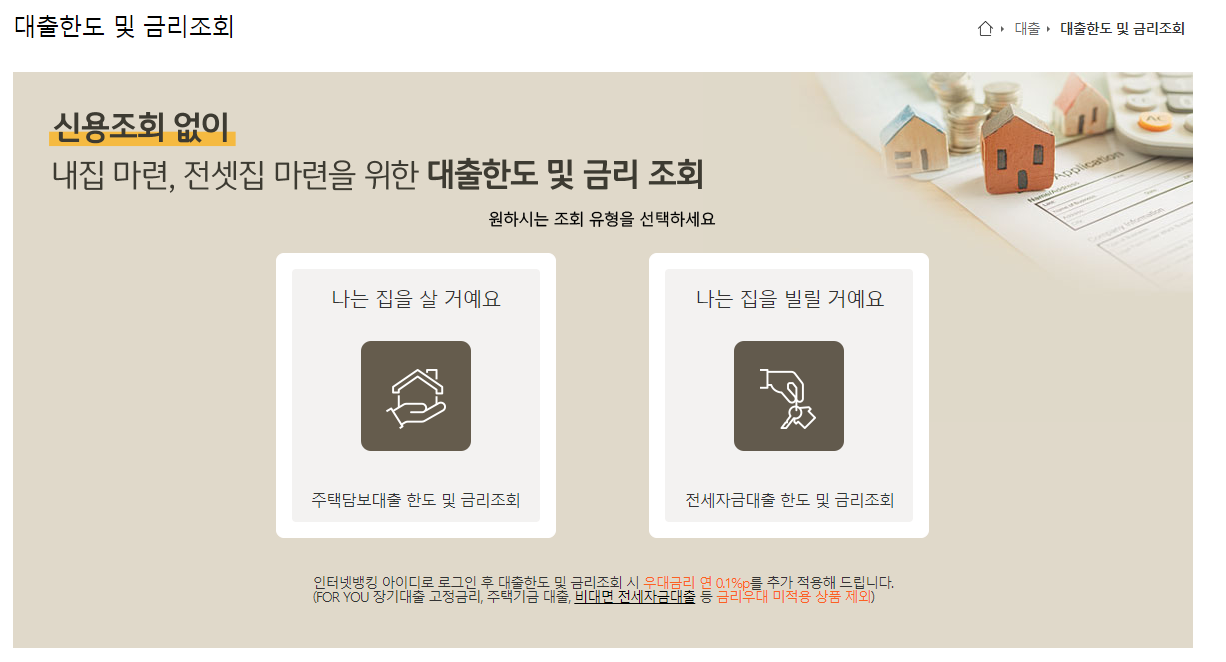 대출한도 및 금리조회
대출 대출한도 및 금리조회
신용조회 없이
내집 마련, 전셋집 마련을 위한 대출한도 및 금리 조회
원하시는 조회 유형을 선택하세요
나는 집을 살 거예요
주택담보대출 한도 및 금리조회
나는 집을 빌릴 거예요
전세자금대출 한도 및 금리조회
인터넷뱅킹 아이디로 로그인 후 대출한도 및 금리조회 시 우대금리 연 0.1%p를 추가 적용해 드립니다.
(FOR YOU 장기대출 고정금리, 주택기금 대출, 비대면 전세자금대출 등 금리우대 미적용 상품 제외)
Application
AC